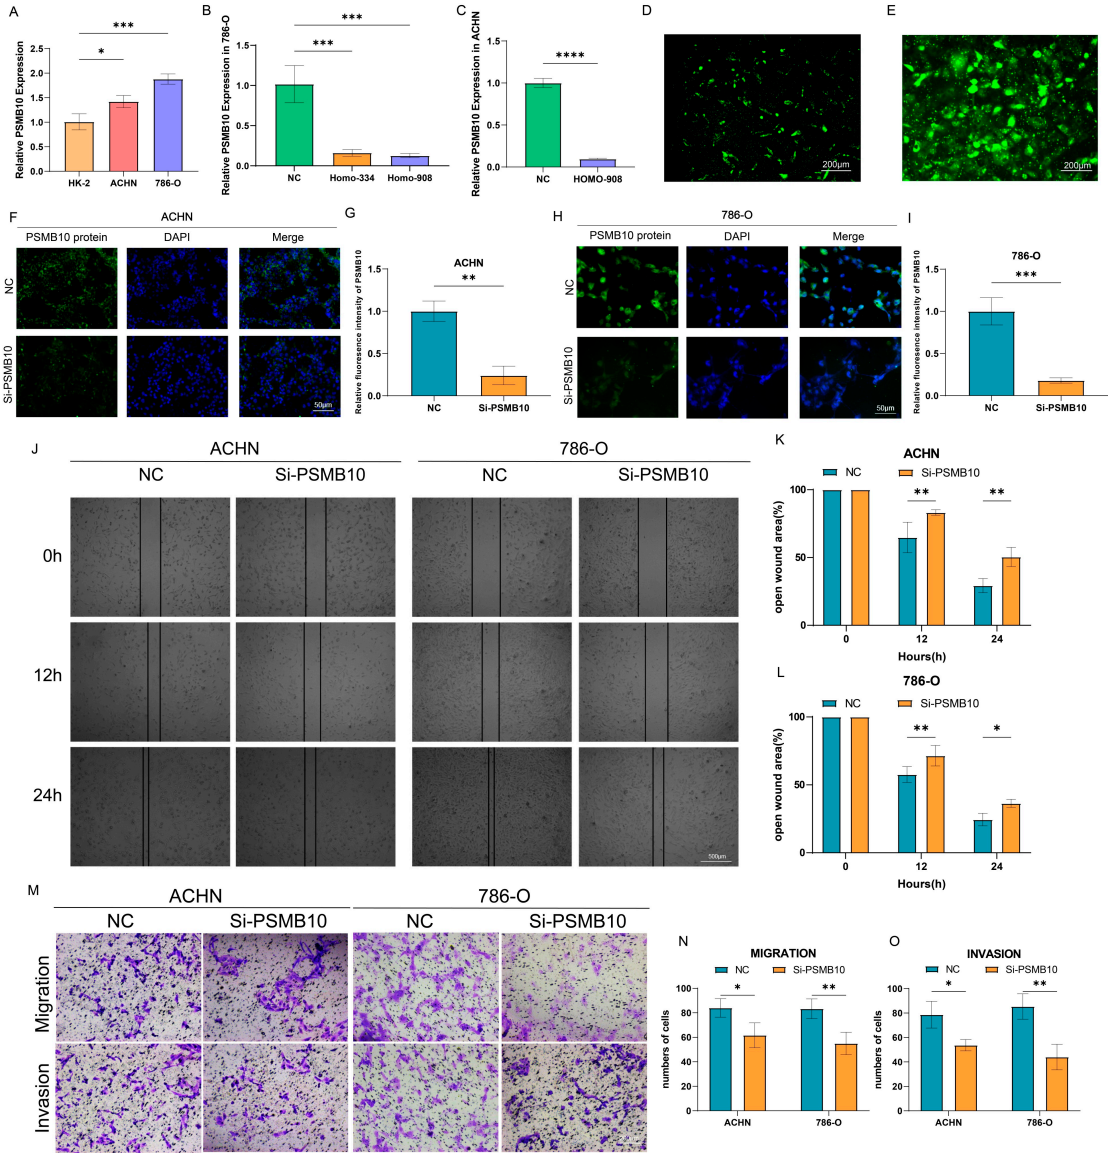 A
Relative PSMB10 Expression
2.5
2.0
1.5
1.0
0.5
0.0
***
*
HK-2 ACHN 786-O
B
Relative PSMB10 Expression in 786-O
1.5
1.0
0.5
0.0
***
***
NC Homo-334 Homo-908
C
Relative PSMB10 Expression in ACHN
1.5
1.0
0.5
0.0
****
NC HOMO-908
D
200μm
E
200μm
F
ACHN
PSMB10 protein DAPI Merge
NC
Si-PSMB10
50μm
G
ACHN
Relative fluoresence intensity of PSMB10
1.5
1.0
0.5
0.0
**
NC Si-PSMB10
H
786-O
PSMB10 protein DAPI Merge
NC
Si-PSMB10
50μm
I
786-O
Relative fluoresence intensity of PSMB10
1.5
1.0
0.5
0.0
***
NC Si-PSMB10
J
ACHN 786-O
NC Si-PSMB10 NC Si-PSMB10
0h
12h
24h
500μm
K
ACHN
NC Si-PSMB10
open wound area(%)
100
50
0
** **
0 12 24
Hours(h)
L
786-O
NC Si-PSMB10
open wound area(%)
100
50
0
** *
0 12 24
Hours(h)
M
ACHN 786-O
NC Si-PSMB10 NC Si-PSMB10
Migration
Invasion
N
MIGRATION
NC Si-PSMB10
numbers of cells
100
80
60
40
20
0
* **
ACHN 786-O
O
INVASION
NC Si-PSMB10
numbers of cells
100
80
60
40
20
0
* **
ACHN 786-O